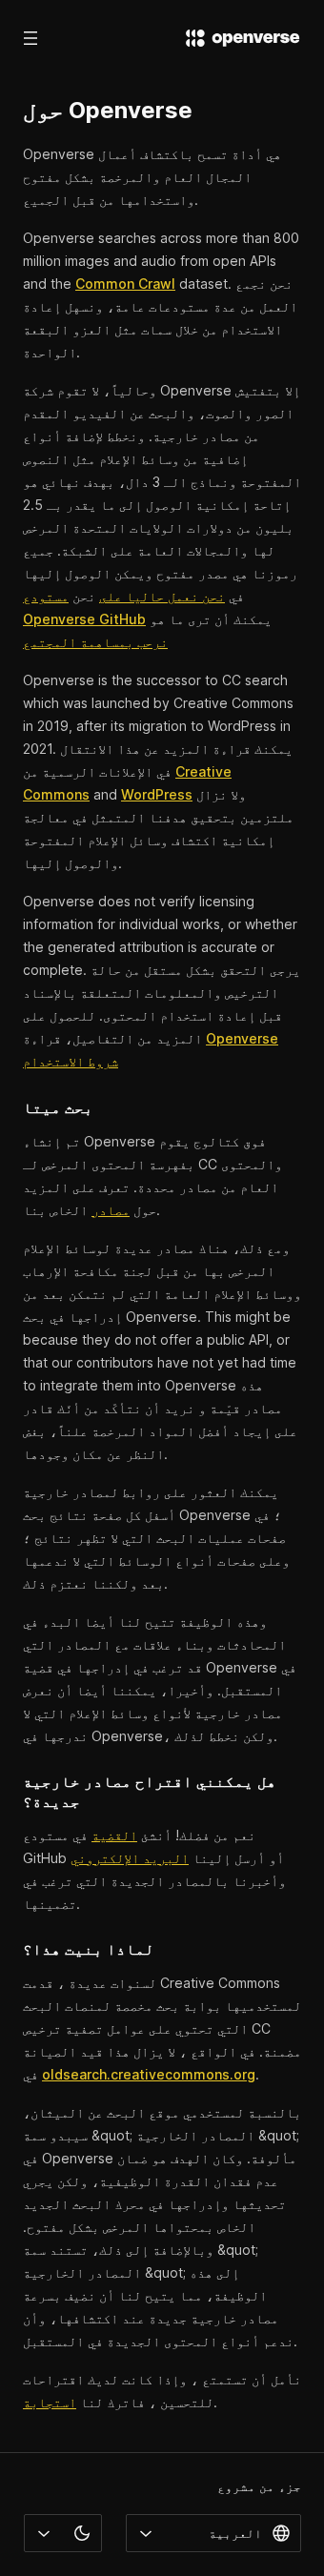 openverse
حول Openverse
Openverse هي أداة تسمح باكتشاف أعمال
المجال العام والمرخصة بشكل مفتوح
واستخدامها من قبل الجميع.
Openverse searches across more than 800
million images and audio from open APIs
and the Common Crawl dataset. نحن نجمع
العمل من عدة مستودعات عامة، ونسهل إعادة
الاستخدام من خلال سمات مثل العزو البقعة
الواحدة.
وحالياً، لا تقوم شركة Openverse إلا بتفتيش
الصور والصوت، والبحث عن الفيديو المقدم
من مصادر خارجية. ونخطط لإضافة أنواع
إضافية من وسائط الإعلام مثل النصوص
المفتوحة ونماذج الـ 3 دال، بهدف نهائي هو
إتاحة إمكانية الوصول إلى ما يقدر بـ 2.5
بليون من دولارات الولايات المتحدة المرخص
لها والمجالات العامة على الشبكة. جميع
رموزنا هي مصدر مفتوح ويمكن الوصول إليها
في نحن نعمل حاليا على نحن مستودع
Openverse GitHub يمكنك أن ترى ما هو
نرحب بمساهمة المجتمع
Openverse is the successor to CC search
which was launched by Creative Commons
in 2019, after its migration to WordPress in
2021. يمكنك قراءة المزيد عن هذا الانتقال
في الإعلانات الرسمية من Creative
Commons and WordPress ولا نزال
ملتزمين بتحقيق هدفنا المتمثل في معالجة
إمكانية اكتشاف وسائل الإعلام المفتوحة
والوصول إليها.
Openverse does not verify licensing
information for individual works, or whether
the generated attribution is accurate or
complete. يرجى التحقق بشكل مستقل من حالة
الترخيص والمعلومات المتعلقة بالإسناد
قبل إعادة استخدام المحتوى. للحصول على
المزيد من التفاصيل، قراءة Openverse
شروط الاستخدام
بحث ميتا
تم إنشاء Openverse فوق كتالوج يقوم
بفهرسة المحتوى المرخص لـ CC والمحتوى
العام من مصادر محددة. تعرف على المزيد
حول مصادر الخاص بنا.
ومع ذلك، هناك مصادر عديدة لوسائط الإعلام
المرخص بها من قبل لجنة مكافحة الإرهاب
ووسائط الإعلام العامة التي لم نتمكن بعد من
إدراجها في بحث Openverse. This might be
because they do not offer a public API, or
that our contributors have not yet had time
to integrate them into Openverse هذه
مصادر قيّمة و نريد أن نتأكّد من أنّك قادر
على إيجاد أفضل المواد المرخصة علناً، بغض
النظر عن مكان وجودها.
يمكنك العثور على روابط لمصادر خارجية
أسفل كل صفحة نتائج بحث Openverse ؛ في
صفحات عمليات البحث التي لا تظهر نتائج ؛
وعلى صفحات أنواع الوسائط التي لا ندعمها
بعد ولكننا نعتزم ذلك.
وهذه الوظيفة تتيح لنا أيضا البدء في
المحادثات وبناء علاقات مع المصادر التي
قد ترغب في إدراجها في قضية Openverse في
المستقبل. وأخيرا، يمكننا أيضا أن نعرض
مصادر خارجية لأنواع وسائط الإعلام التي لا
ندرجها في Openverse، ولكن نخطط لذلك.
هل يمكنني اقتراح مصادر خارجية
جديدة؟
نعم من فضلك! أنشئ القضية في مستودع
GitHub أو أرسل إلينا البريد الإلكتروني
وأخبرنا بالمصادر الجديدة التي ترغب في
تضمينها.
لماذا بنيت هذا؟
لسنوات عديدة ، قدمت Creative Commons
لمستخدميها بوابة بحث مخصصة لمنصات البحث
التي تحتوي على عوامل تصفية ترخيص CC
مضمنة. في الواقع ، لا يزال هذا قيد الصيانة
في oldsearch.creativecommons.org.
بالنسبة لمستخدمي موقع البحث عن الميثان،
سيبدو سمة &quot; المصادر الخارجية &quot;
في Openverse مألوفة. وكان الهدف هو ضمان
عدم فقدان القدرة الوظيفية، ولكن يجري
تحديثها وإدراجها في محرك البحث الجديد
الخاص بمحتواها المرخص بشكل مفتوح.
وبالإضافة إلى ذلك، تستند سمة &quot;
المصادر الخارجية &quot; إلى هذه
الوظيفة، مما يتيح لنا أن نضيف بسرعة
مصادر خارجية جديدة عند اكتشافها، وأن
ندعم أنواع المحتوى الجديدة في المستقبل.
نأمل أن تستمتع ، وإذا كانت لديك اقتراحات
للتحسين ، فاترك لنا استجابة.
جزء من مشروع
العربية